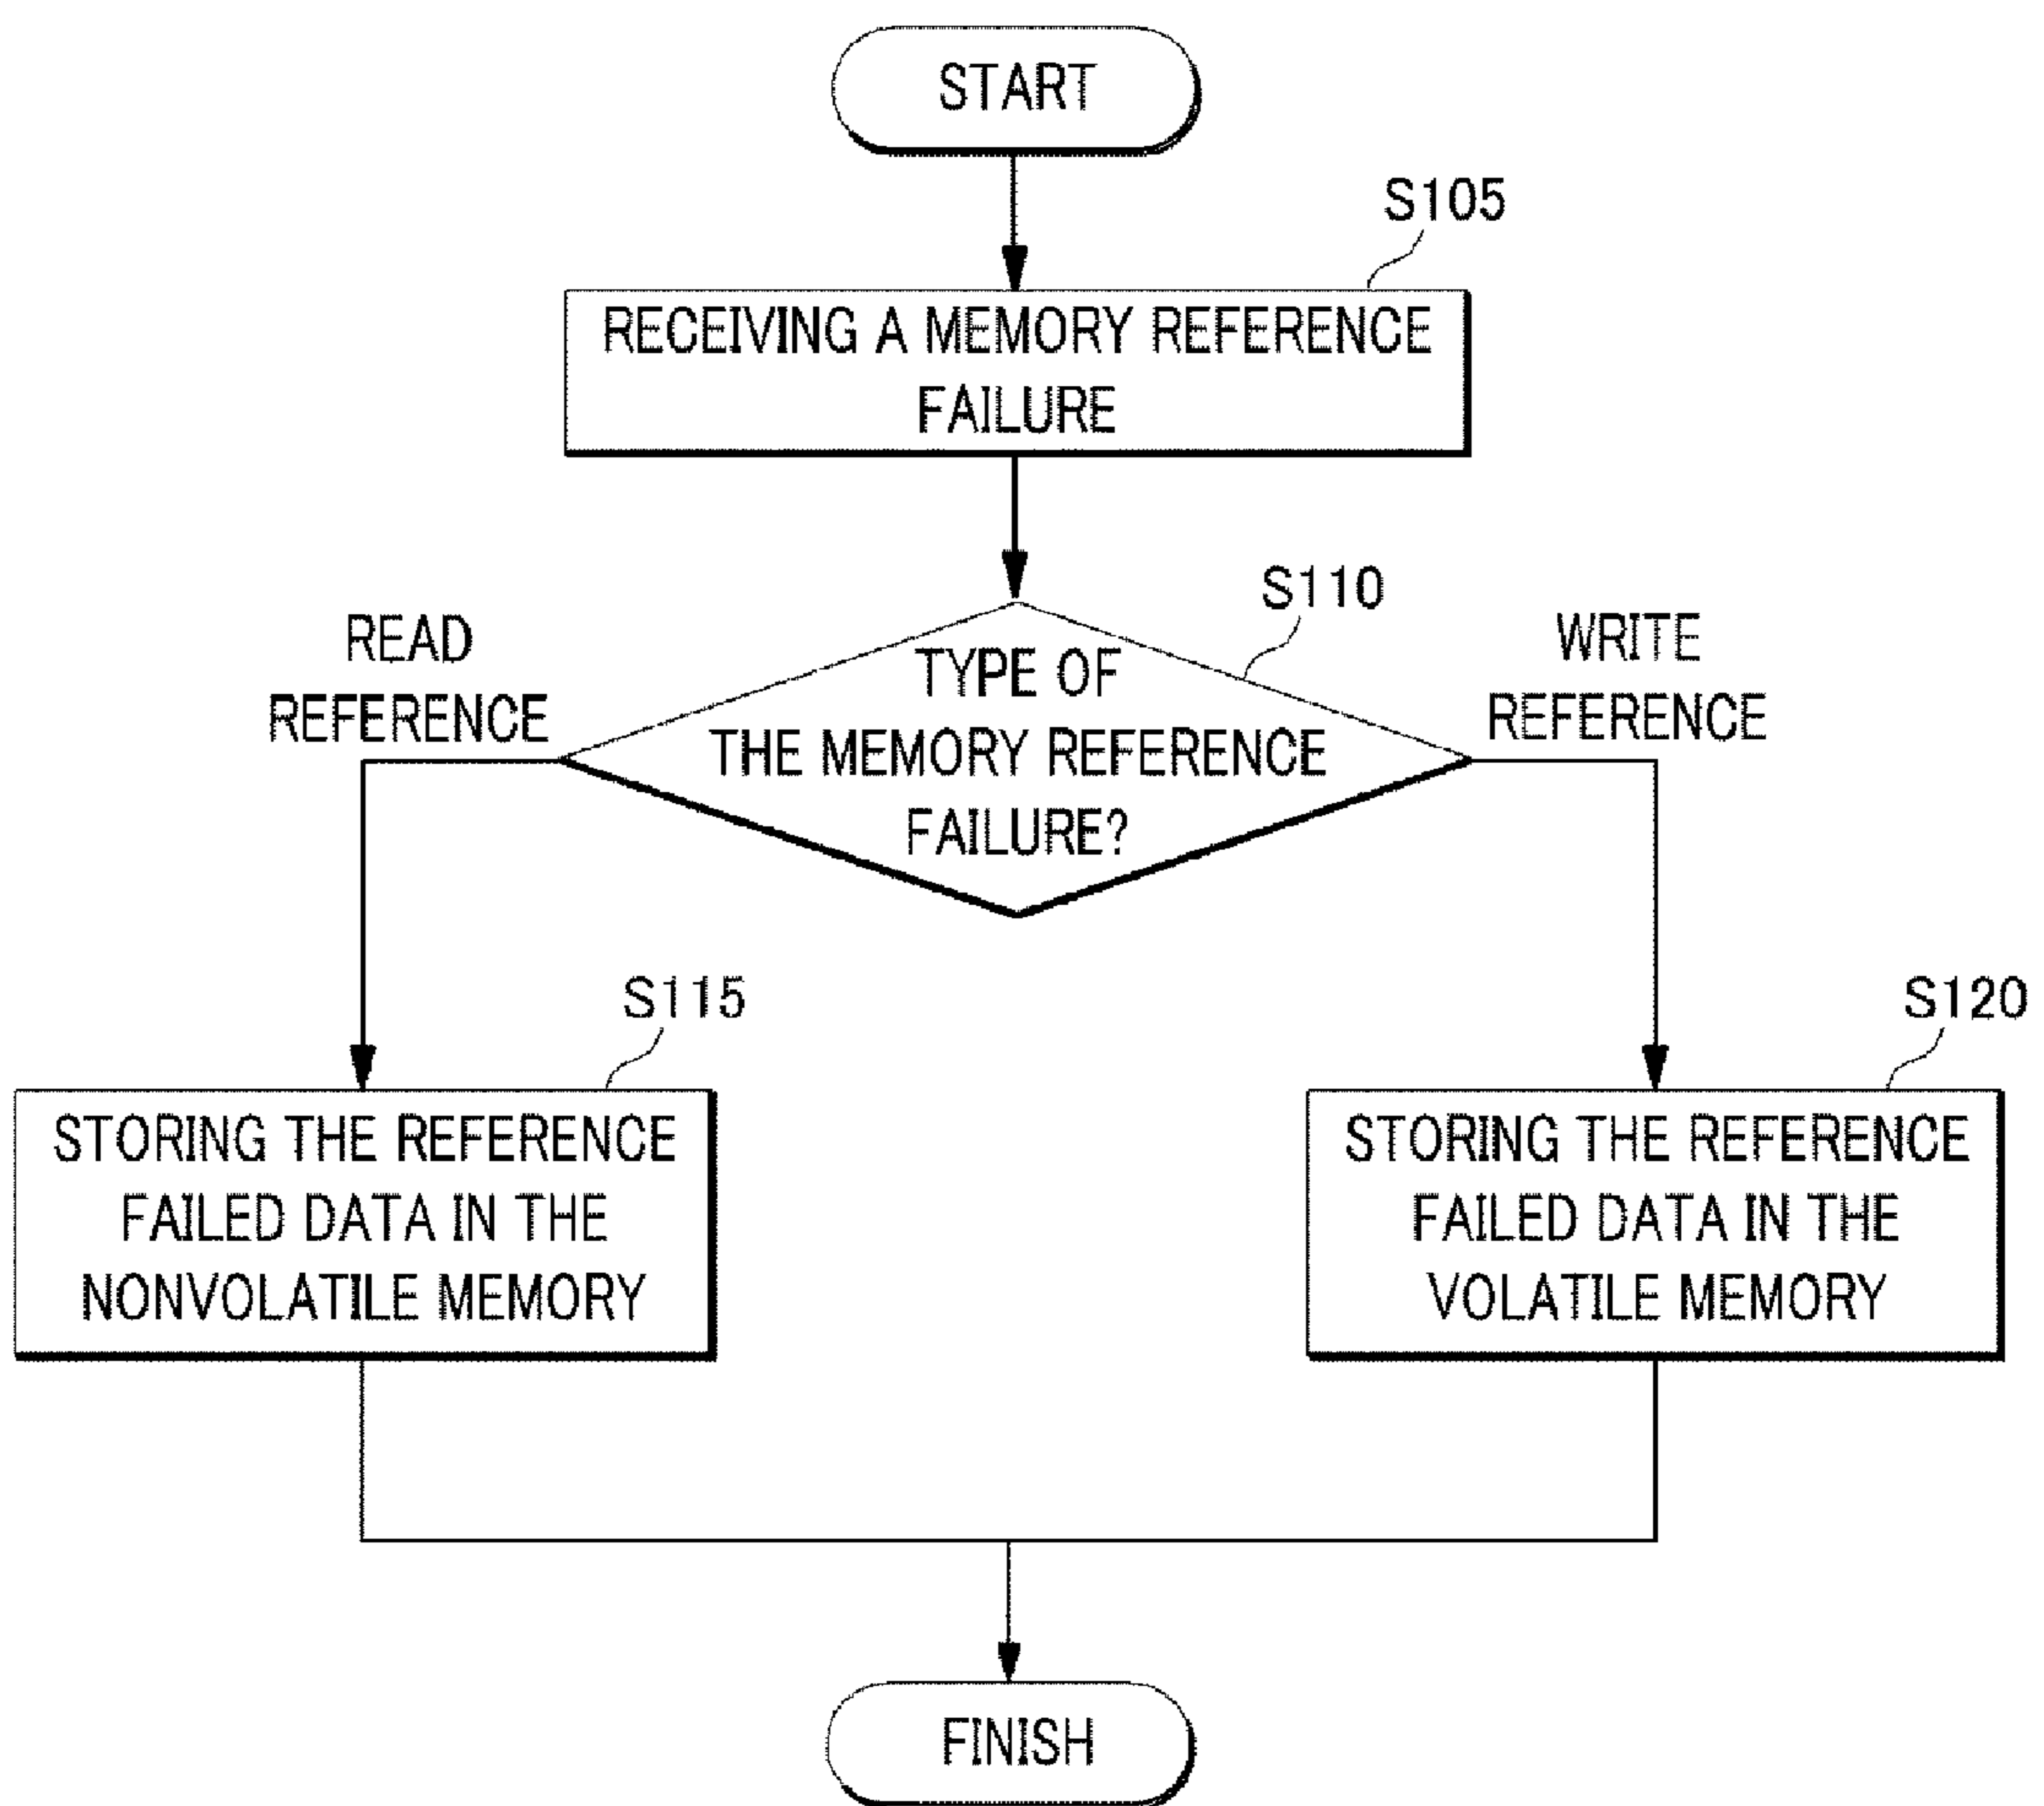 START
S105
RECEIVING A MEMORY REFERENCE
FAILURE
S110
READ
REFERENCE
TYPE OF
THE MEMORY REFERENCE
FAILURE?
WRITE
REFERENCE
S115
STORING THE REFERENCE
FAILED DATA IN THE
NONVOLATILE MEMORY
S120
STORING THE REFERENCE
FAILED DATA IN THE
VOLATILE MEMORY
FINISH